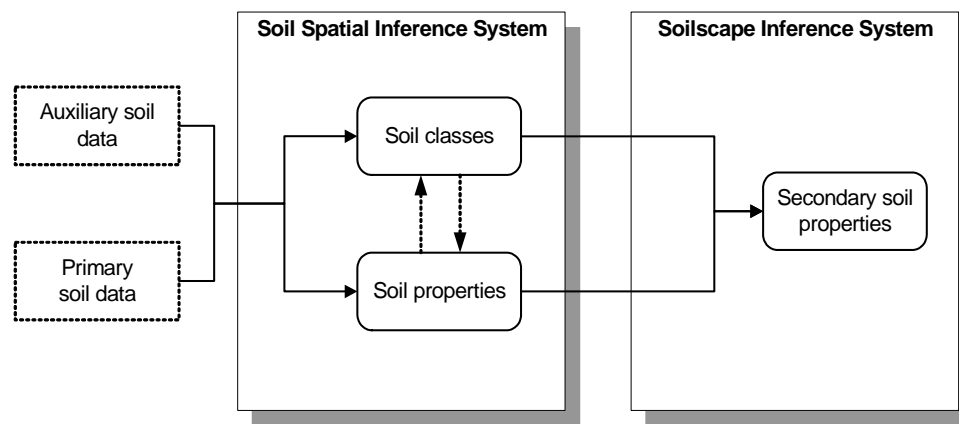 Soil Spatial Inference System
Soilscape Inference System
Auxiliary soil
data
Soil classes
Secondary soil
properties
Primary
soil data
Soil properties